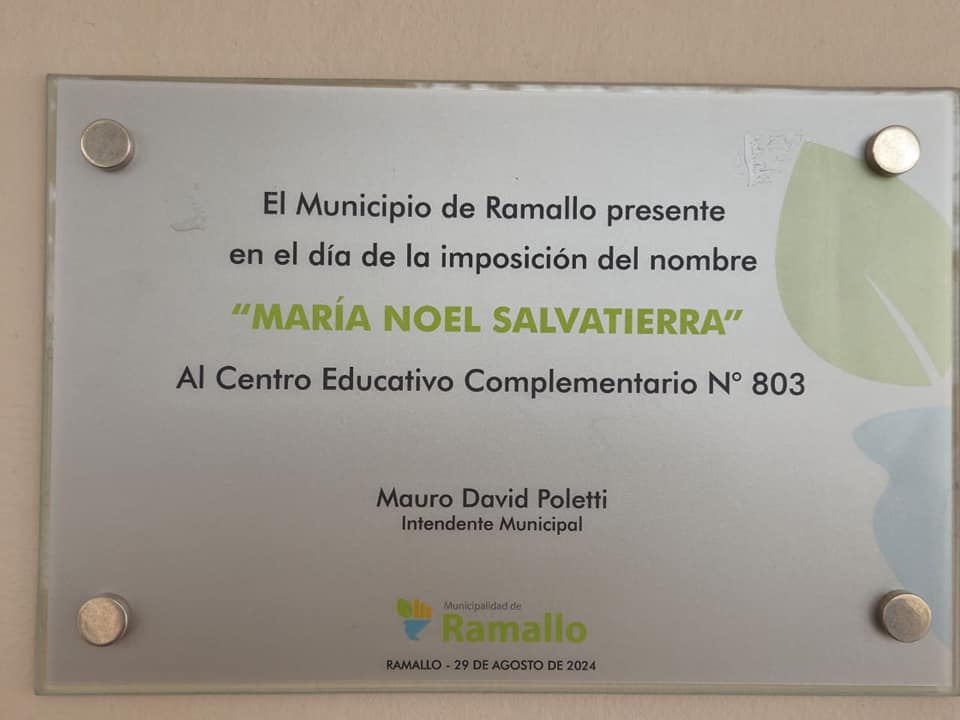 El Municipio de Ramallo presente
en el día de la imposición del nombre
“MARÍA NOEL SALVATIERRA”
Al Centro Educativo Complementario N° 803
Mauro David Poletti
Intendente Municipal
Municipalidad de
Ramallo
RAMALLO - 29 DE AGOSTO DE 2024